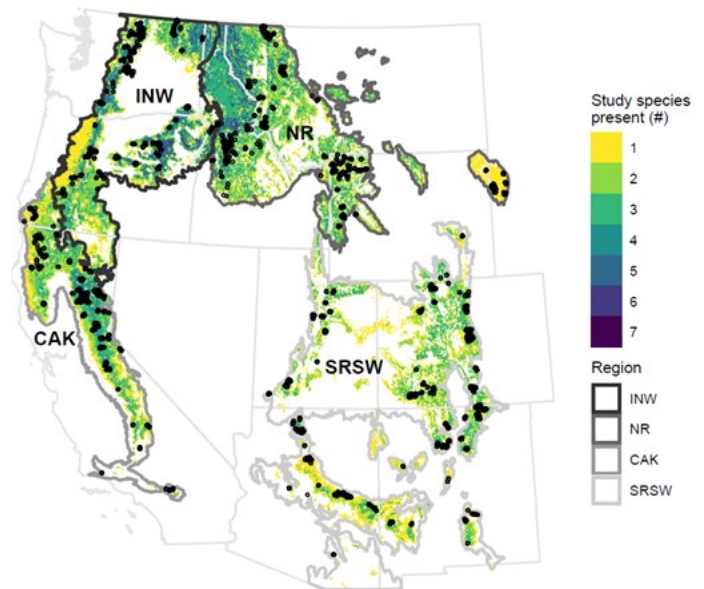 INW
NR
CAK
SRSW
Study species
present (#)
1
2
3
4
5
6
7
Region
INW
NR
CAK
SRSW